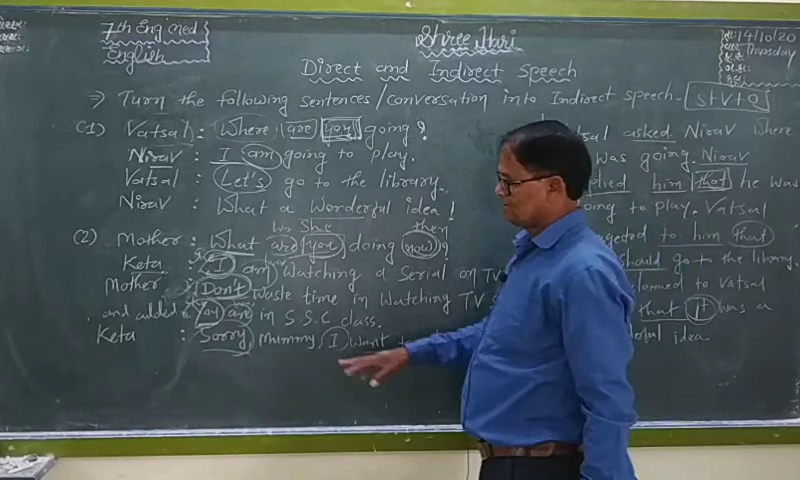 7th Eng med
English
Shree Hari
14/10/20
Thursday
Direct and Indirect Speech
⇒ Turn the following sentences/conversation into Indirect speech. S+V+O
(1) Vatsal : Where are you going?
Nirav : I am going to play.
Vatsal : Let's go to the library.
Nirav : What a Wonderful idea!
W. She then
(2) Mother : What are you doing now?
Keta : I am Watching a Serial on TV
Mother : Don't Waste time in Watching TV
and added You are in S.S.C class.
Keta : Sorry Mummy, I want
asked Nirav Where
was going. Nirav
him that he was
going to play. Vatsal
to him that
should go to the library.
to Vatsal
that it was a
idea.